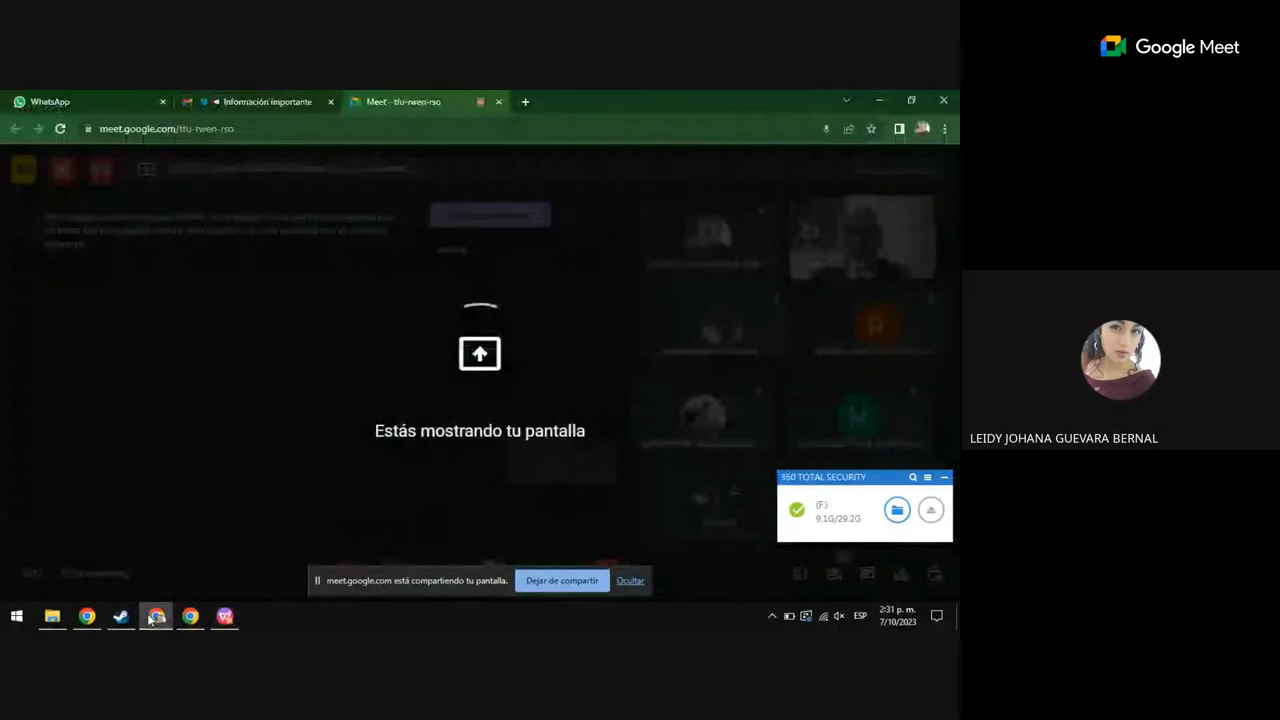 Google Meet
WhatsApp
Información importante
Meet - tfu-rwen-rso
meet.google.com/tfu-rwen-rso
Estás mostrando tu pantalla
LEIDY JOHANA GUEVARA BERNAL
360 TOTAL SECURITY
(F:)
9.1G/29.2G
meet.google.com está compartiendo tu pantalla.
Dejar de compartir
Ocultar
ESP
2:31 p. m.
7/10/2023